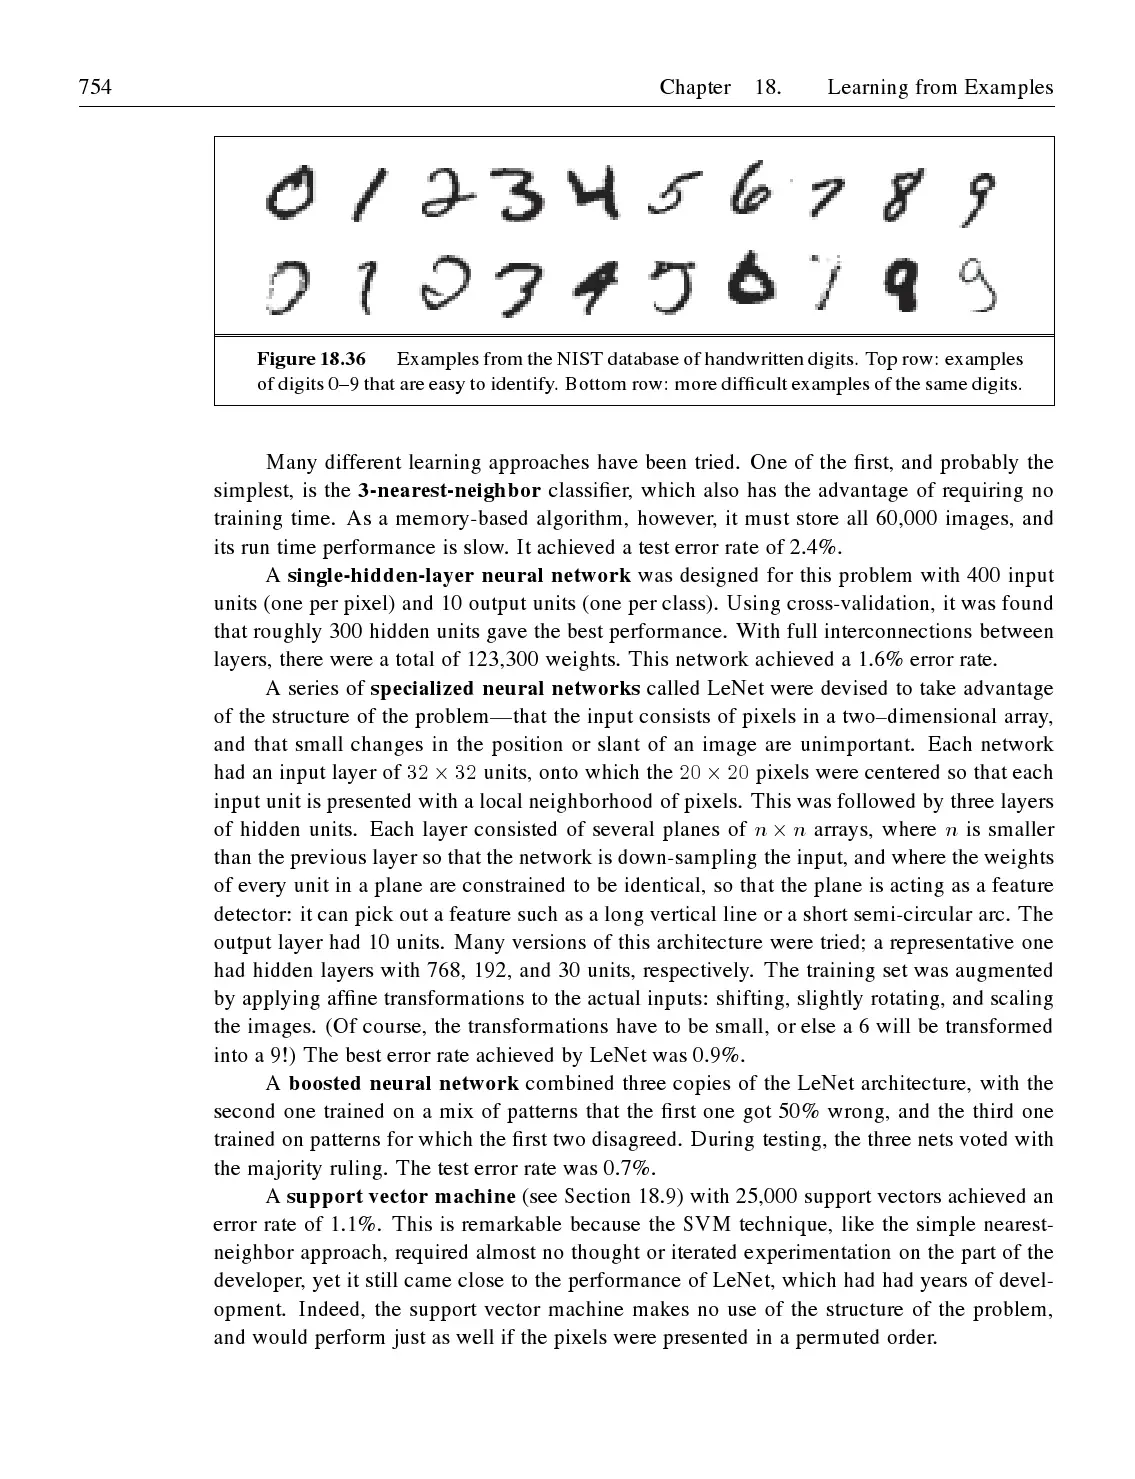 754 Chapter 18. Learning from Examples
0 1 2 3 4 5 6 7 8 9
0 1 2 3 4 5 6 7 8 9
Figure 18.36 Examples from the NIST database of handwritten digits. Top row: examples
of digits 0–9 that are easy to identify. Bottom row: more difficult examples of the same digits.
Many different learning approaches have been tried. One of the first, and probably the
simplest, is the 3-nearest-neighbor classifier, which also has the advantage of requiring no
training time. As a memory-based algorithm, however, it must store all 60,000 images, and
its run time performance is slow. It achieved a test error rate of 2.4%.
A single-hidden-layer neural network was designed for this problem with 400 input
units (one per pixel) and 10 output units (one per class). Using cross-validation, it was found
that roughly 300 hidden units gave the best performance. With full interconnections between
layers, there were a total of 123,300 weights. This network achieved a 1.6% error rate.
A series of specialized neural networks called LeNet were devised to take advantage
of the structure of the problem—that the input consists of pixels in a two–dimensional array,
and that small changes in the position or slant of an image are unimportant. Each network
had an input layer of 32 × 32 units, onto which the 20 × 20 pixels were centered so that each
input unit is presented with a local neighborhood of pixels. This was followed by three layers
of hidden units. Each layer consisted of several planes of n × n arrays, where n is smaller
than the previous layer so that the network is down-sampling the input, and where the weights
of every unit in a plane are constrained to be identical, so that the plane is acting as a feature
detector: it can pick out a feature such as a long vertical line or a short semi-circular arc. The
output layer had 10 units. Many versions of this architecture were tried; a representative one
had hidden layers with 768, 192, and 30 units, respectively. The training set was augmented
by applying affine transformations to the actual inputs: shifting, slightly rotating, and scaling
the images. (Of course, the transformations have to be small, or else a 6 will be transformed
into a 9!) The best error rate achieved by LeNet was 0.9%.
A boosted neural network combined three copies of the LeNet architecture, with the
second one trained on a mix of patterns that the first one got 50% wrong, and the third one
trained on patterns for which the first two disagreed. During testing, the three nets voted with
the majority ruling. The test error rate was 0.7%.
A support vector machine (see Section 18.9) with 25,000 support vectors achieved an
error rate of 1.1%. This is remarkable because the SVM technique, like the simple nearest-
neighbor approach, required almost no thought or iterated experimentation on the part of the
developer, yet it still came close to the performance of LeNet, which had had years of devel-
opment. Indeed, the support vector machine makes no use of the structure of the problem,
and would perform just as well if the pixels were presented in a permuted order.